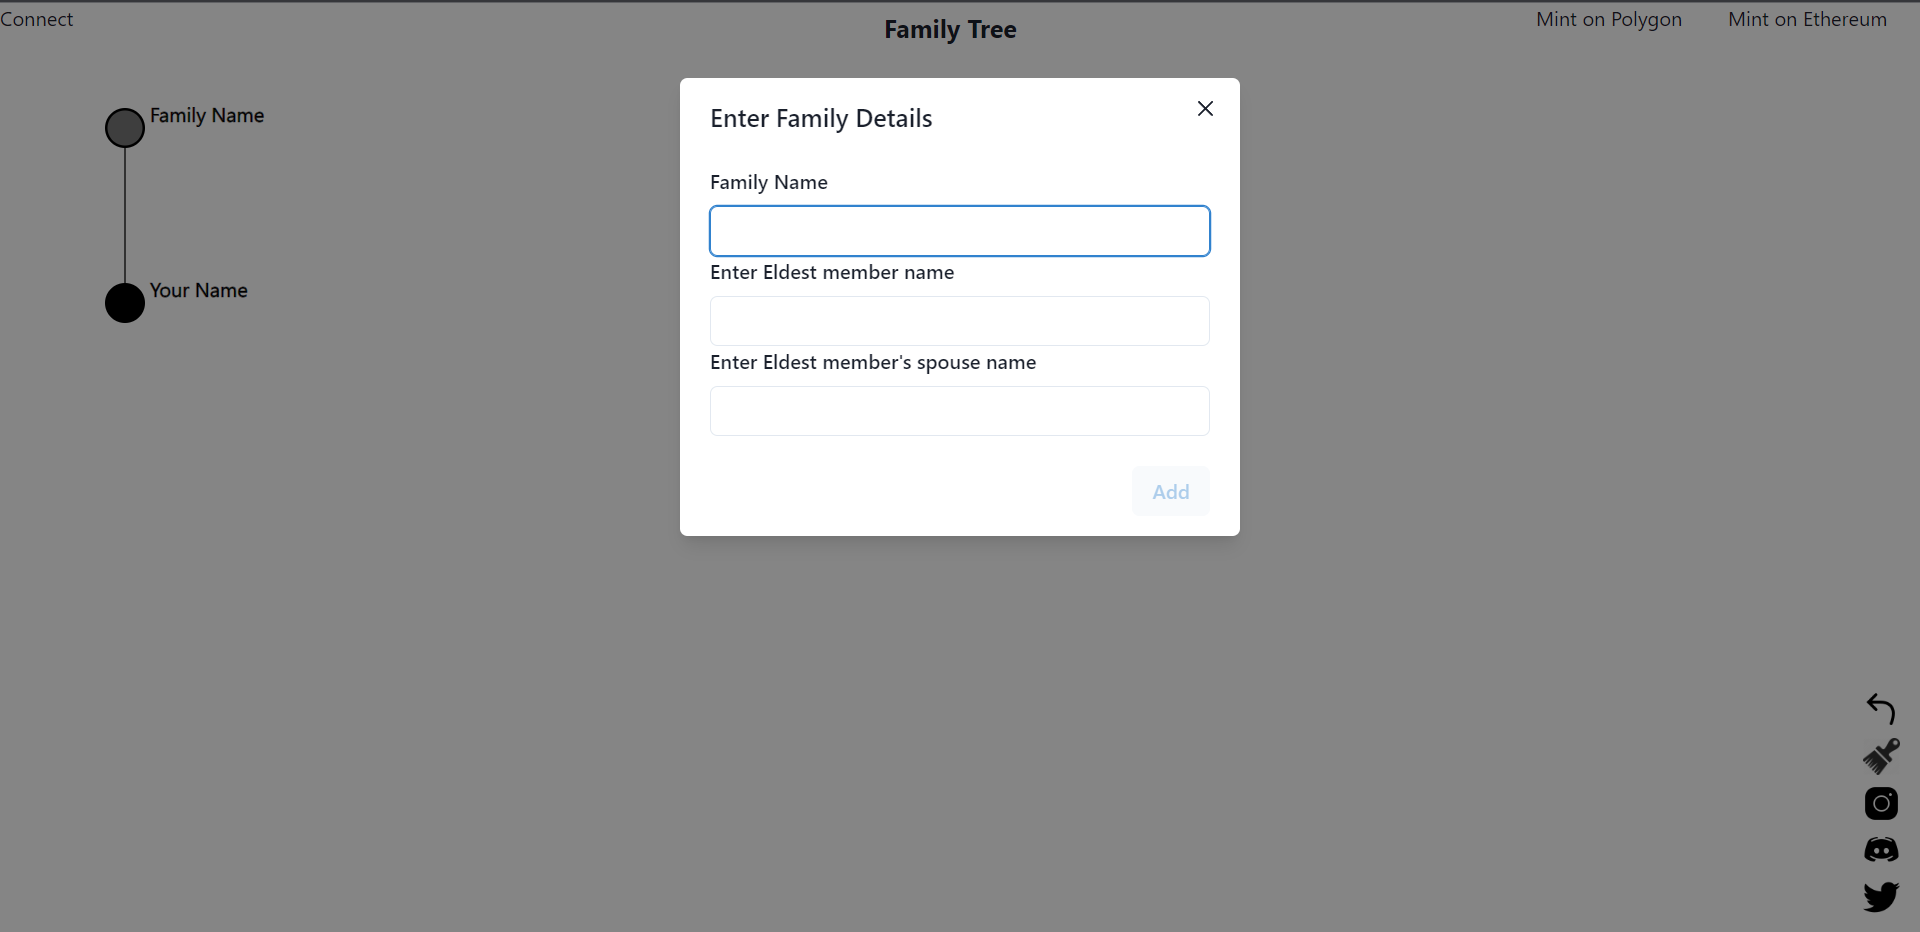 Connect
Family Tree
Mint on Polygon
Mint on Ethereum
Family Name
Your Name
Enter Family Details
Family Name
Enter Eldest member name
Enter Eldest member's spouse name
Add